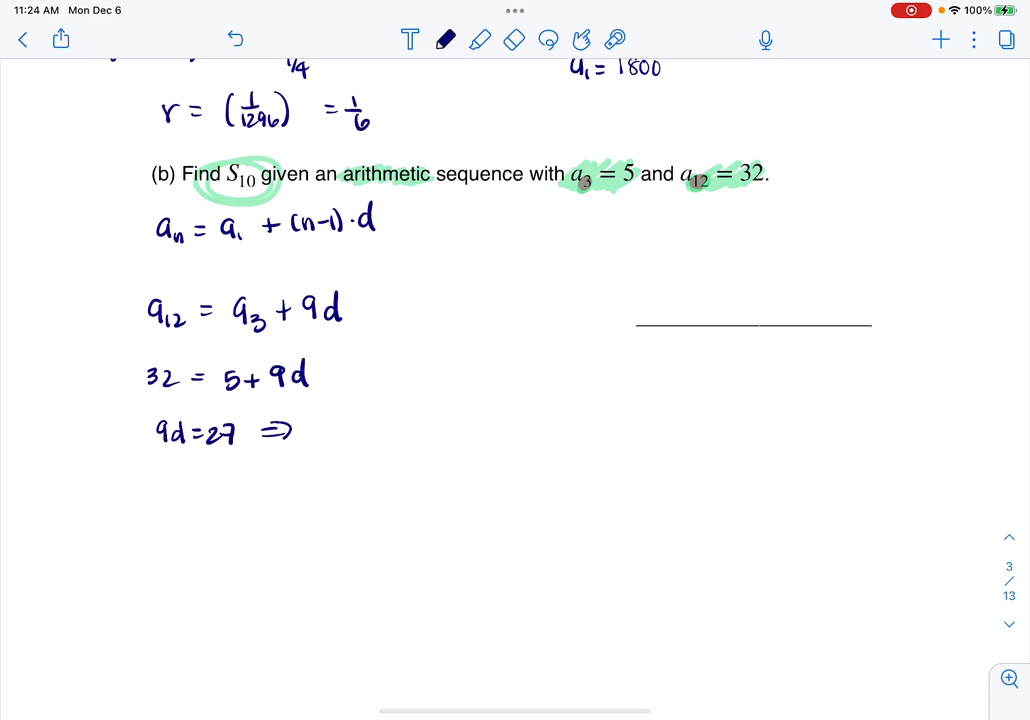 11:24 AM Mon Dec 6
100%
1/4
a₁ = 1800
r = (1/1296) = 1/6
(b) Find S₁₀ given an arithmetic sequence with a₃ = 5 and a₁₂ = 32.
aₙ = a₁ + (n-1)·d
a₁₂ = a₃ + 9d
32 = 5 + 9d
9d = 27 ⇒
3
/
13